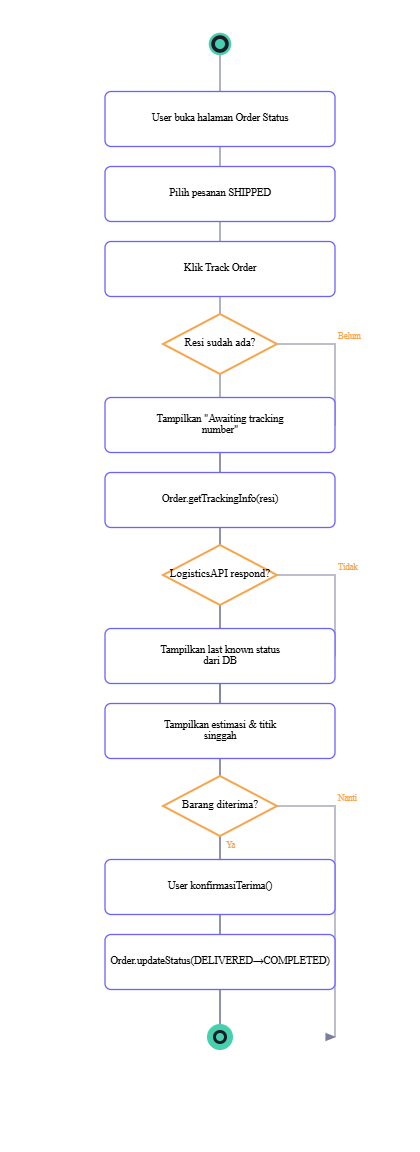 User buka halaman Order Status
Pilih pesanan SHIPPED
Klik Track Order
Resi sudah ada?
Belum
Tampilkan "Awaiting tracking
number"
Order.getTrackingInfo(resi)
LogisticsAPI respond?
Tidak
Tampilkan last known status
dari DB
Tampilkan estimasi & titik
singgah
Barang diterima?
Nanti
Ya
User konfirmasiTerima()
Order.updateStatus(DELIVERED→COMPLETED)